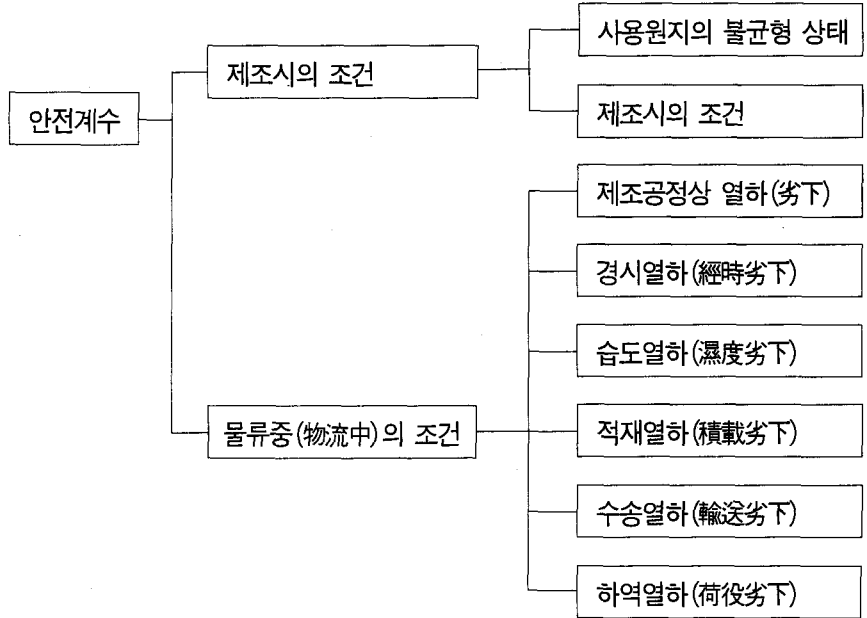 사용원지의 불균형 상태
제조시의 조건
안전계수
제조시의 조건
제조공정상 열하(劣下)
경시열하(經時劣下)
습도열하(濕度劣下)
물류중(物流中)의 조건
적재열하(積載劣下)
수송열하(輸送劣下)
하역열하(荷役劣下)